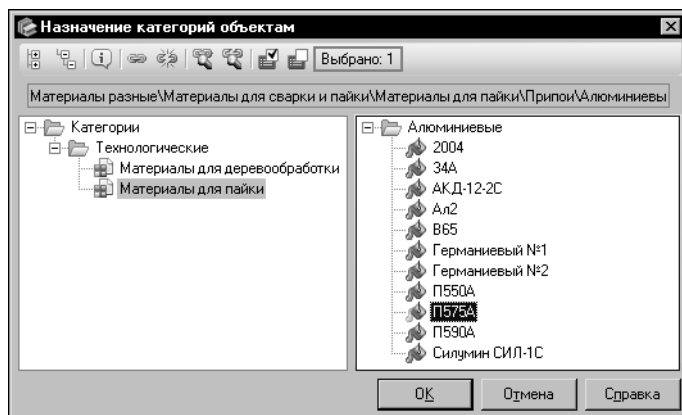 Назначение категорий объектам
Выбрано: 1
Материалы разные\Материалы для сварки и пайки\Материалы для пайки\Припои\Алюминиевы
Категории
Технологические
Материалы для деревообработки
Материалы для пайки
Алюминиевые
2004
34А
АКД-12-2С
Ал2
В65
Германиевый №1
Германиевый №2
П550А
П575А
П590А
Силумин СИЛ-1С
OK
Отмена
Справка